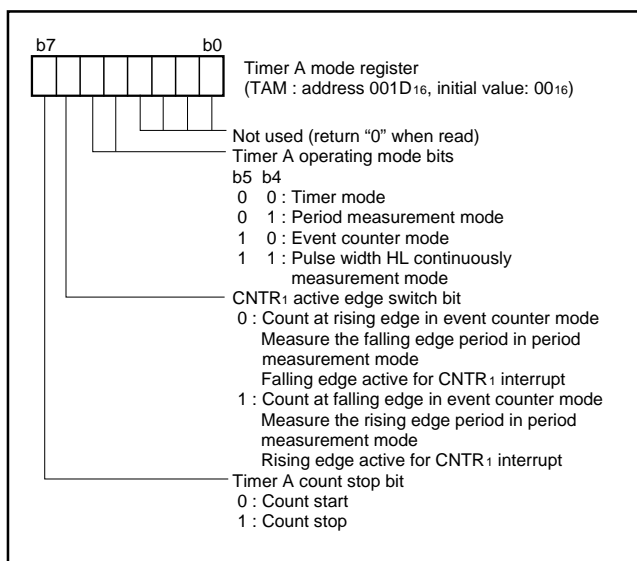 b7 b0
Timer A mode register
(TAM : address 001D16, initial value: 0016)
Not used (return “0” when read)
Timer A operating mode bits
b5 b4
0 0 : Timer mode
0 1 : Period measurement mode
1 0 : Event counter mode
1 1 : Pulse width HL continuously
measurement mode
CNTR1 active edge switch bit
0 : Count at rising edge in event counter mode
Measure the falling edge period in period
measurement mode
Falling edge active for CNTR1 interrupt
1 : Count at falling edge in event counter mode
Measure the rising edge period in period
measurement mode
Rising edge active for CNTR1 interrupt
Timer A count stop bit
0 : Count start
1 : Count stop